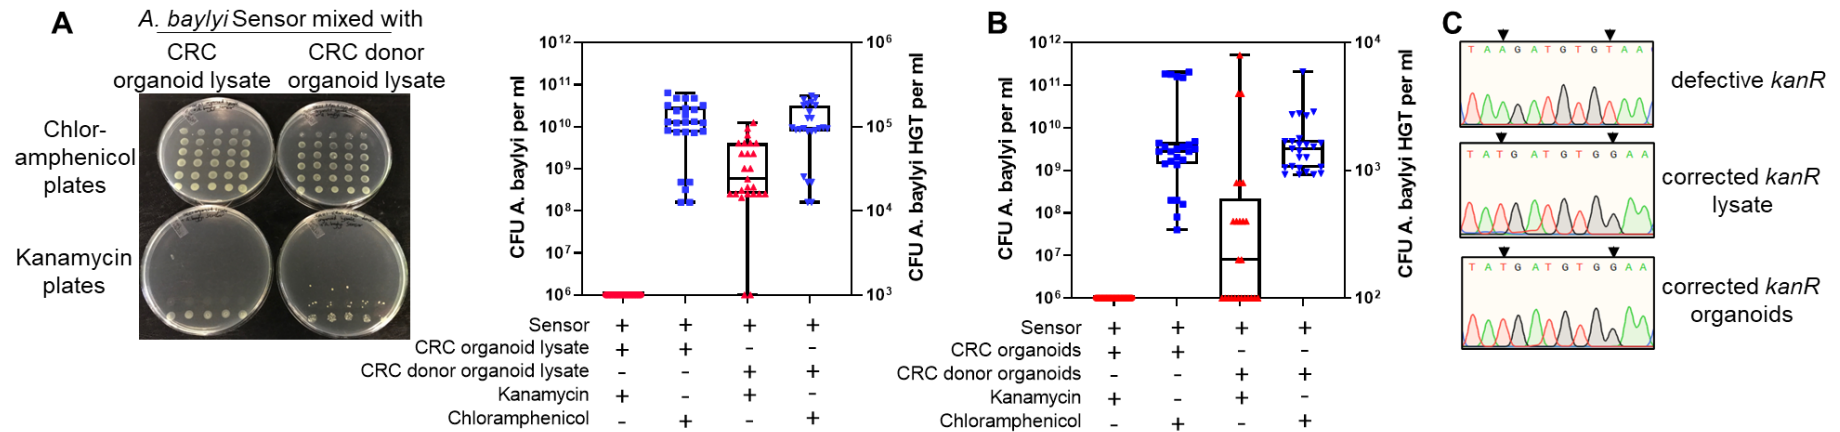 A
A. baylyi Sensor mixed with
CRC
organoid lysate
CRC donor
organoid lysate
Chlor-
amphenicol
plates
Kanamycin
plates
CFU A. baylyi per ml
10¹²
10¹¹
10¹⁰
10⁹
10⁸
10⁷
10⁶
10⁶
10⁵
10⁴
10³
CFU A. baylyi HGT per ml
Sensor + + + +
CRC organoid lysate + + - -
CRC donor organoid lysate - - + +
Kanamycin + - + -
Chloramphenicol - + - +
B
CFU A. baylyi per ml
10¹²
10¹¹
10¹⁰
10⁹
10⁸
10⁷
10⁶
10⁴
10³
10²
CFU A. baylyi HGT per ml
Sensor + + + +
CRC organoids + + - -
CRC donor organoids - - + +
Kanamycin + - + -
Chloramphenicol - + - +
C
T A A G A T G T G T A A
defective kanR
T A T G A T G T G G A A
corrected kanR
lysate
T A T G A T G T G G A A
corrected kanR
organoids